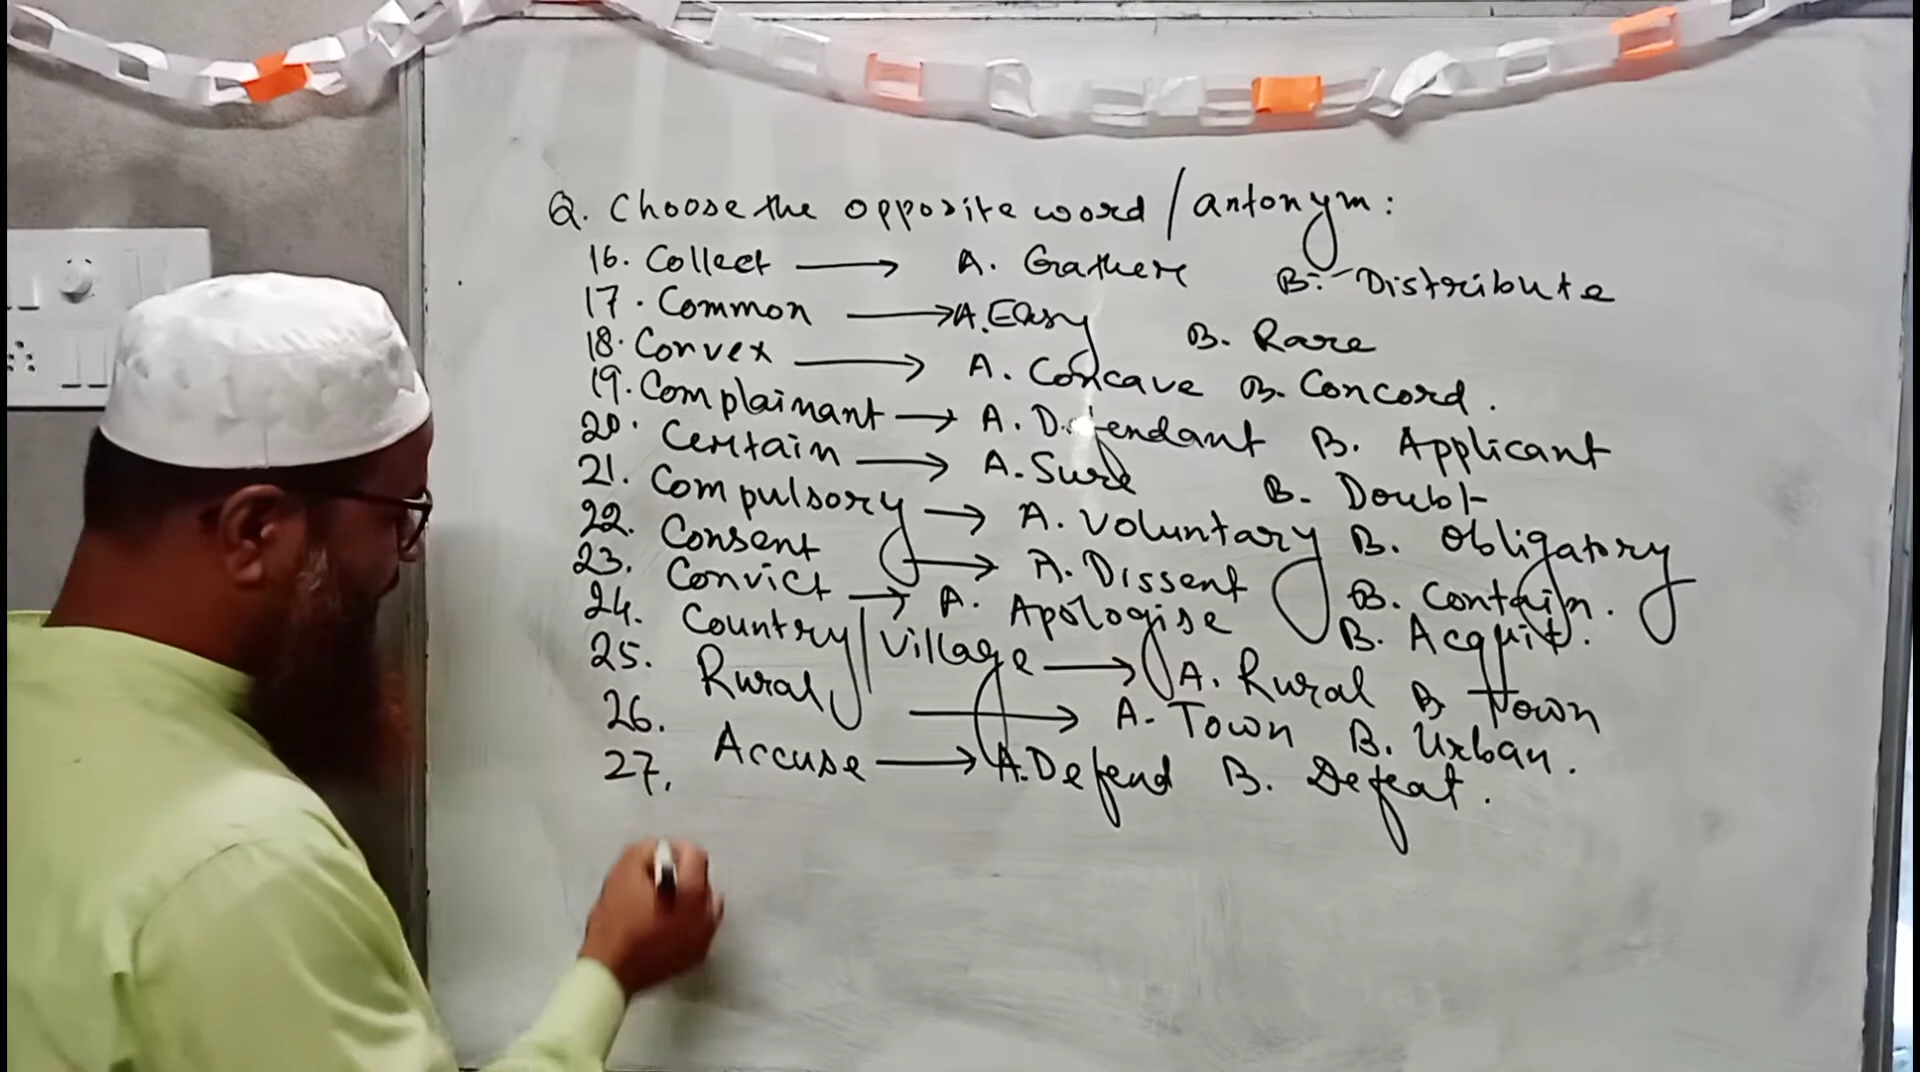 Q. Choose the opposite word / antonym:
16. Collect → A. Gathere B. Distribute
17. Common → A. Easy B. Rare
18. Convex → A. Concave B. Concord.
19. Complainant → A. Defendant B. Applicant
20. Certain → A. Sure B. Doubt
21. Compulsory → A. Voluntary B. Obligatory
22. Consent → A. Dissent B. Contain.
23. Convict → A. Apologise B. Acquit.
24. Country/Village → A. Rural B Town
25. Rural → A- Town B. Urban.
26. Accuse → A. Defend B. Defeat.
27.